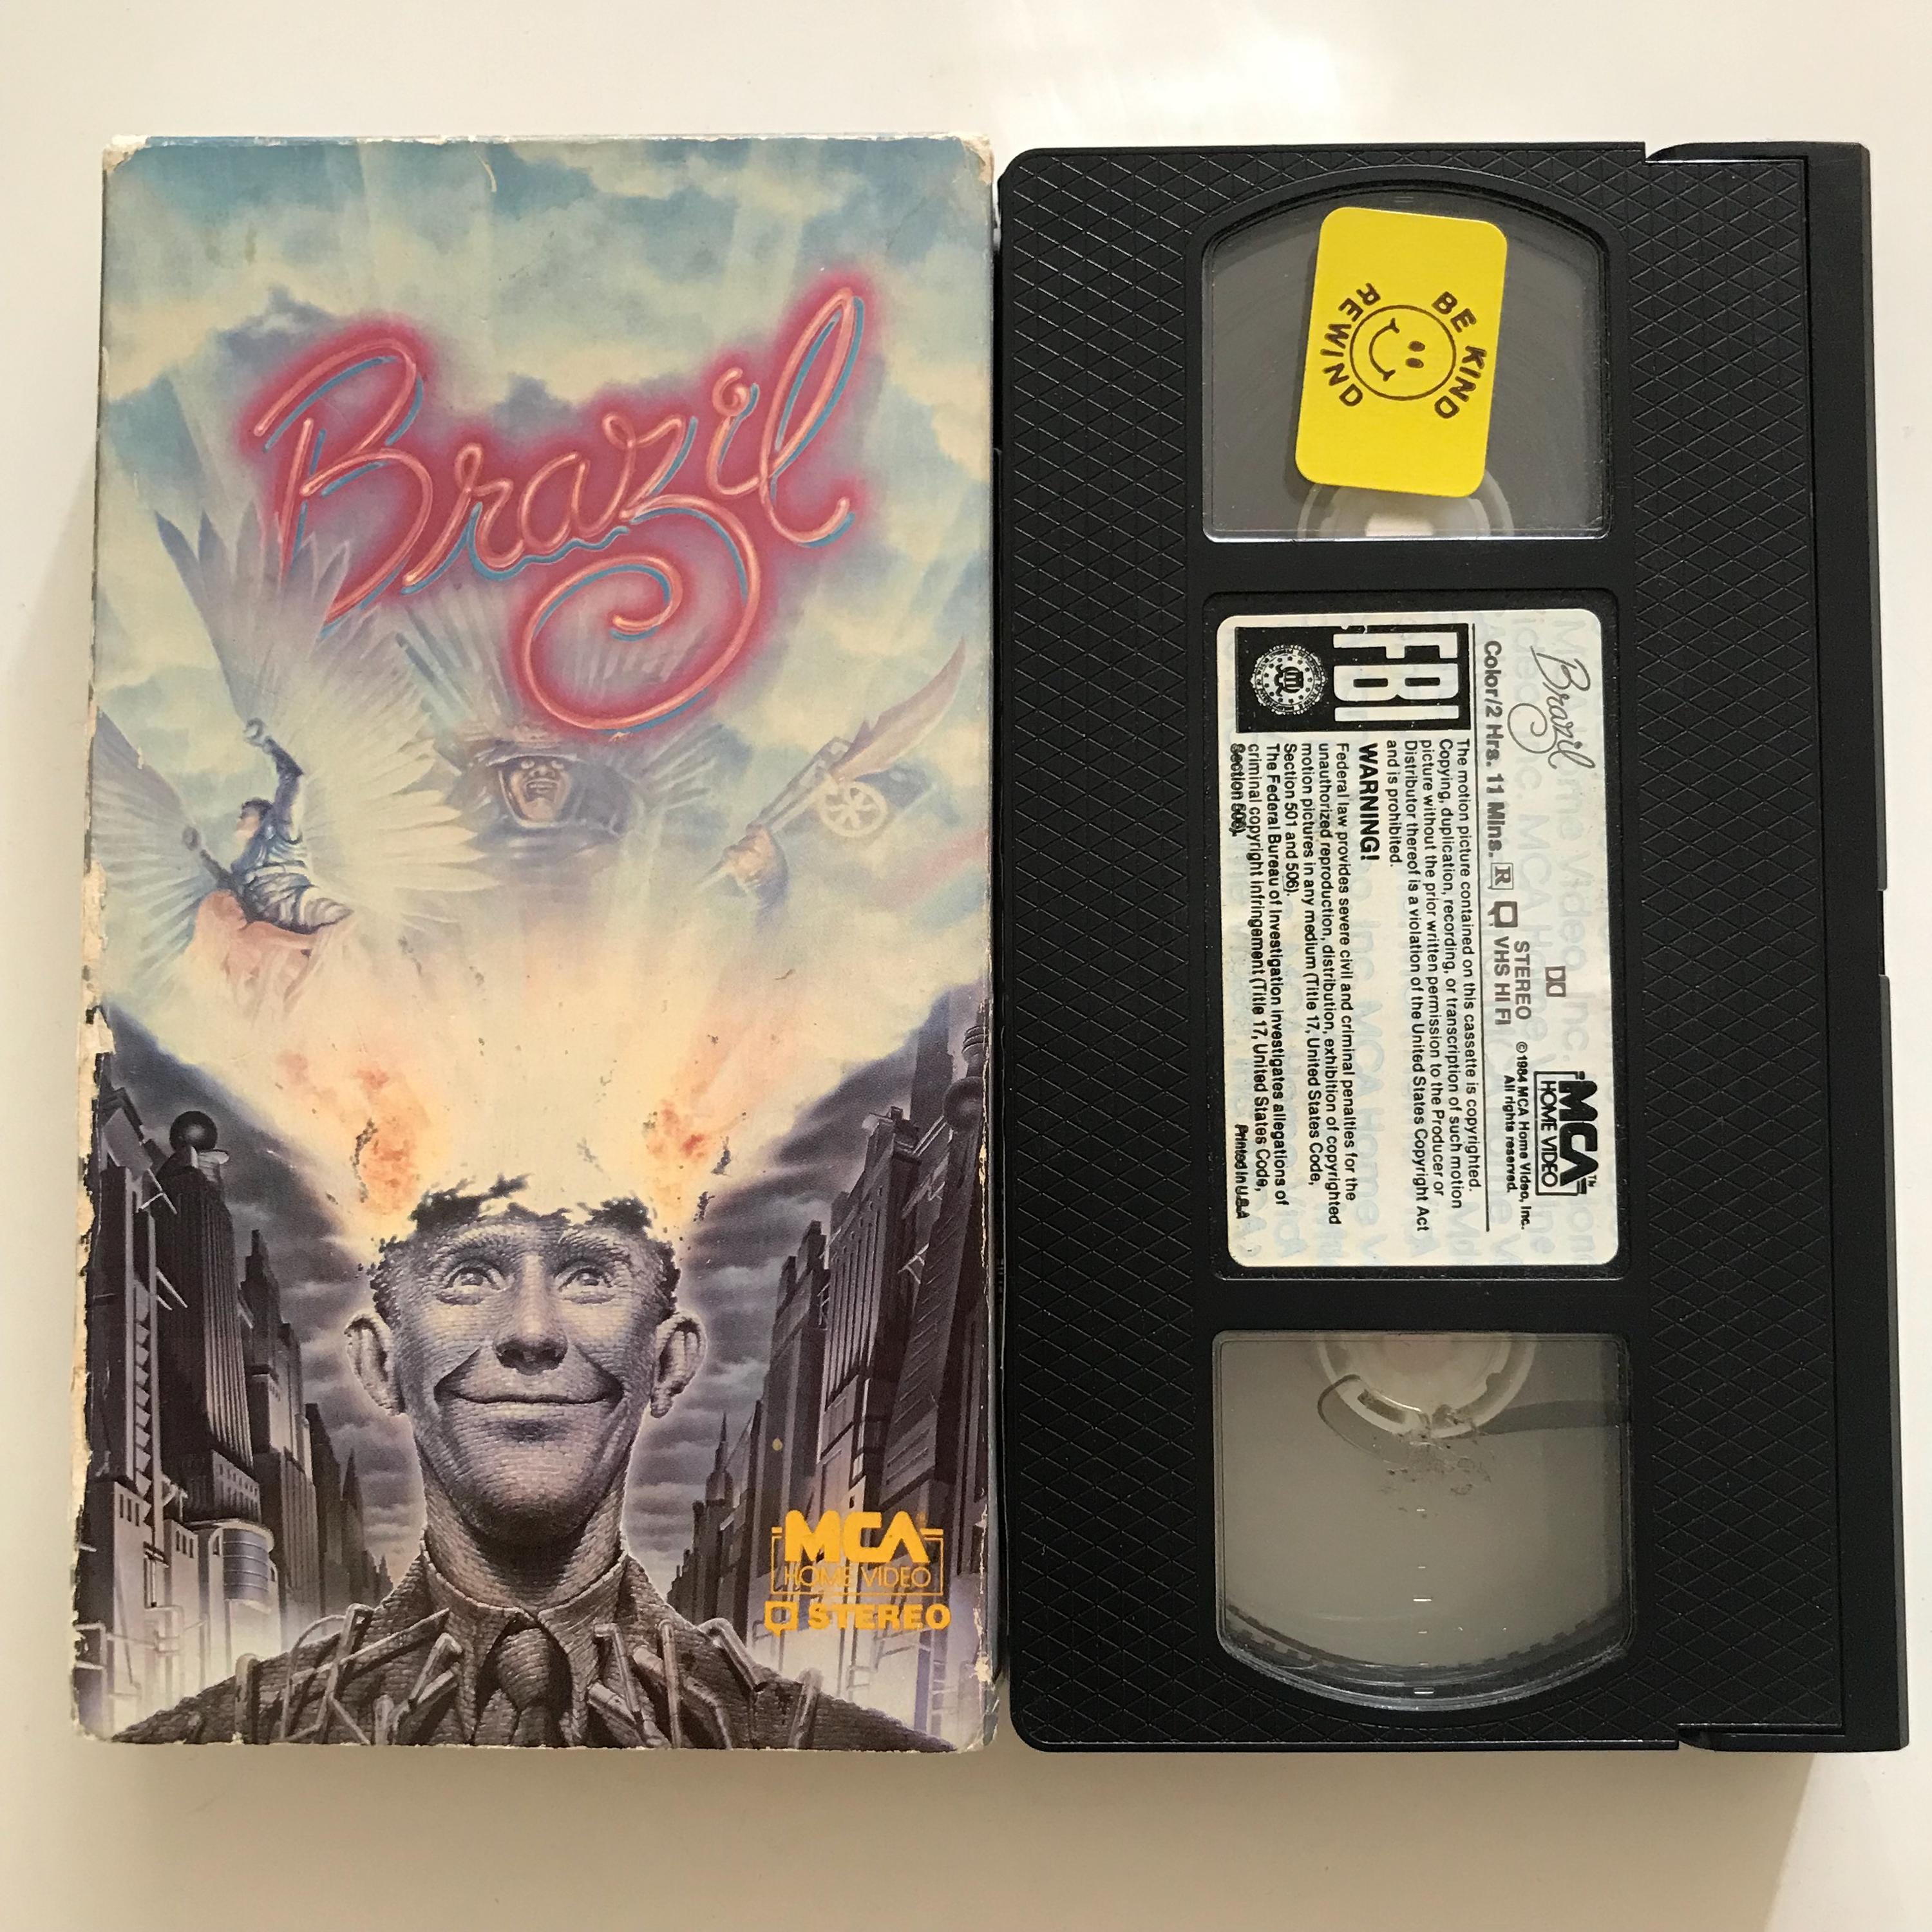 Brazil
MCA
HOME VIDEO
STEREO
BE KIND
REWIND
Brazil
Color/2 Hrs. 11 Mins. R
STEREO
VHS HI FI
MCA™
HOME VIDEO
©1984 MCA Home Video, Inc.
All rights reserved.
The motion picture contained on this cassette is copyrighted.
Copying, duplication, recording, or transcription of such motion
picture without the prior written permission to the Producer or
Distributor thereof is a violation of the United States Copyright Act
and is prohibited.
FBI
WARNING!
Federal law provides severe civil and criminal penalties for the
unauthorized reproduction, distribution, exhibition of copyrighted
motion pictures in any medium (Title 17, United States Code,
Section 501 and 506).
The Federal Bureau of Investigation investigates allegations of
criminal copyright infringement (Title 17, United States Code,
Section 506).
Printed in U.S.A